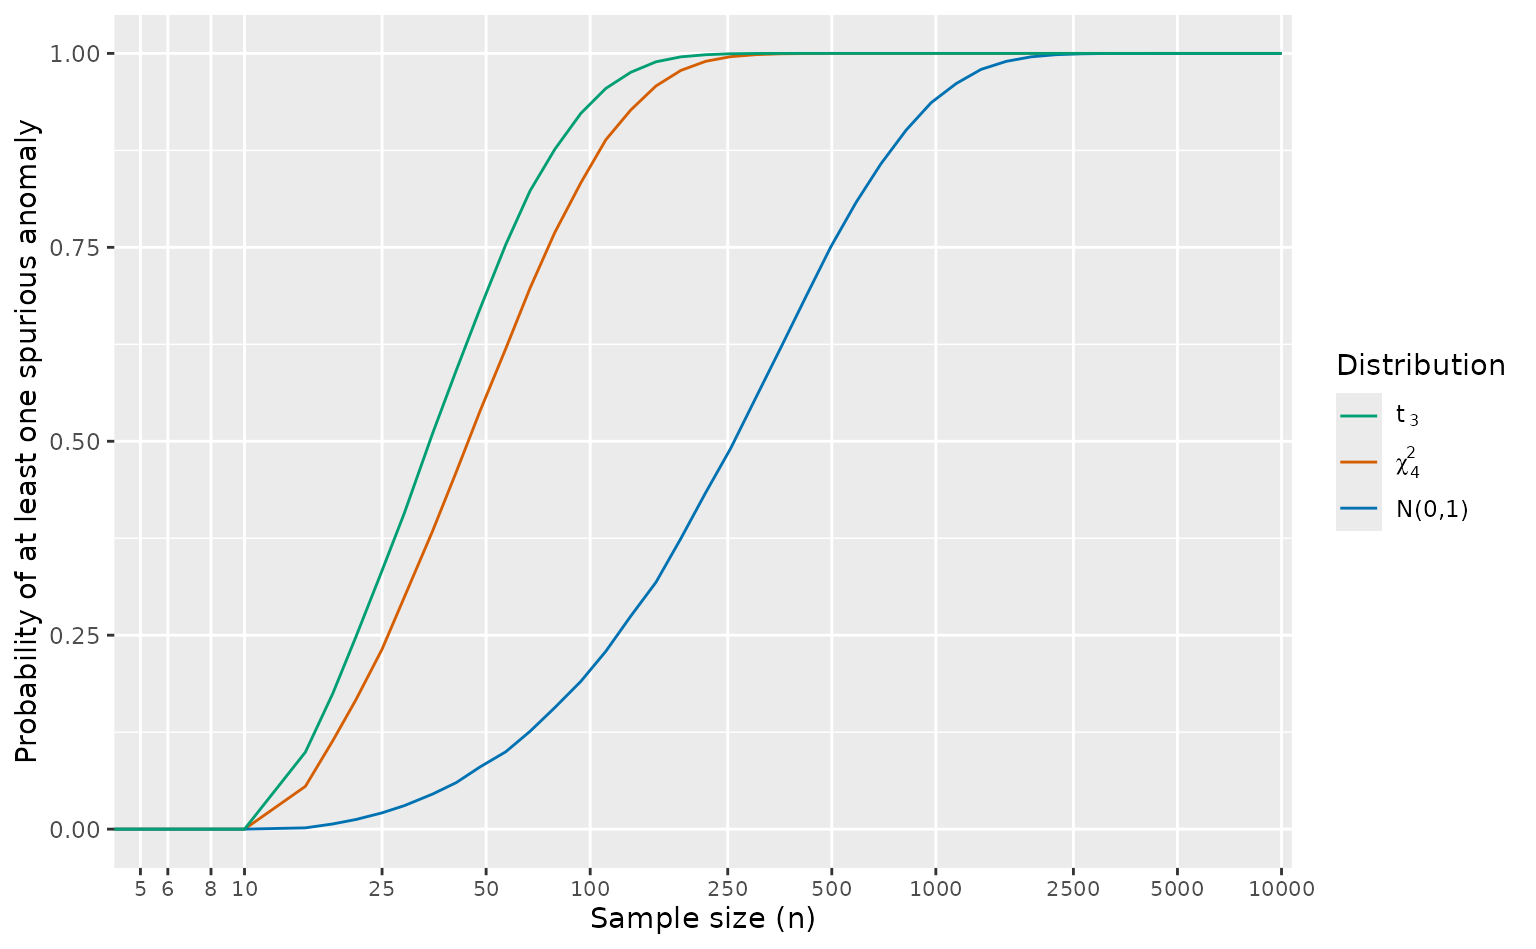 Probability of at least one spurious anomaly
1.00
0.75
0.50
0.25
0.00
5 6 8 10 25 50 100 250 500 1000 2500 5000 10000
Sample size (n)
Distribution
t₃
χ²₄
N(0,1)